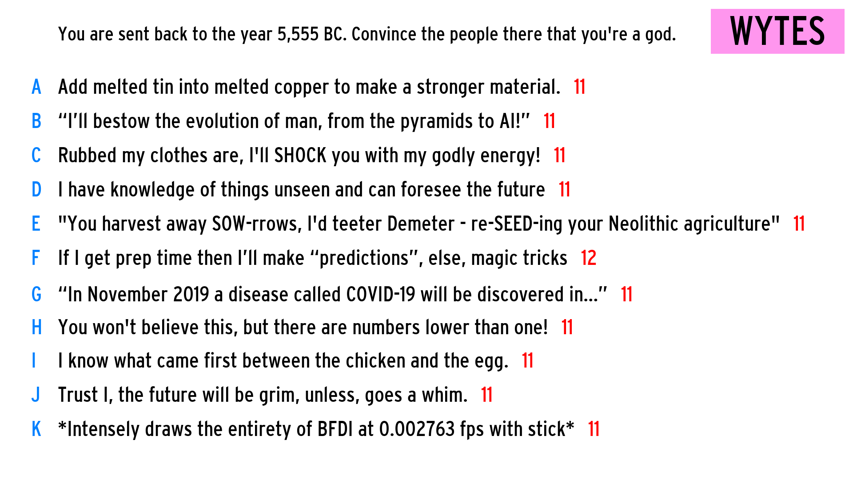 You are sent back to the year 5,555 BC. Convince the people there that you're a god.
WYTES
A Add melted tin into melted copper to make a stronger material. 11
B “I’ll bestow the evolution of man, from the pyramids to AI!” 11
C Rubbed my clothes are, I'll SHOCK you with my godly energy! 11
D I have knowledge of things unseen and can foresee the future 11
E "You harvest away SOW-rrows, I'd teeter Demeter - re-SEED-ing your Neolithic agriculture" 11
F If I get prep time then I’ll make “predictions”, else, magic tricks 12
G “In November 2019 a disease called COVID-19 will be discovered in...” 11
H You won't believe this, but there are numbers lower than one! 11
I I know what came first between the chicken and the egg. 11
J Trust I, the future will be grim, unless, goes a whim. 11
K *Intensely draws the entirety of BFDI at 0.002763 fps with stick* 11